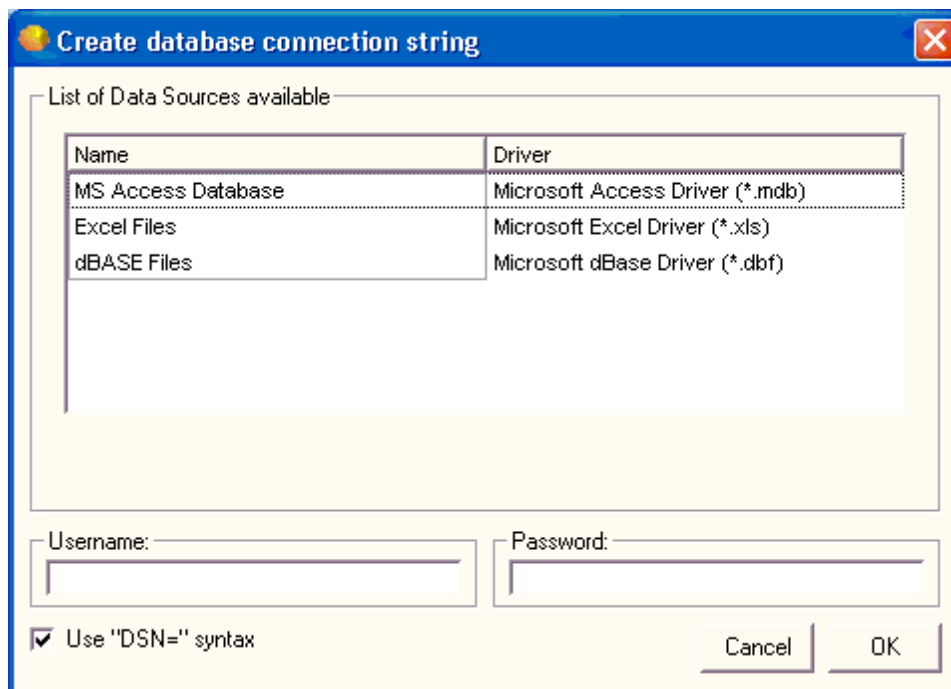 Create database connection string
List of Data Sources available
Name Driver
MS Access Database Microsoft Access Driver (*.mdb)
Excel Files Microsoft Excel Driver (*.xls)
dBASE Files Microsoft dBase Driver (*.dbf)
Username: Password:
Use "DSN=" syntax
Cancel OK